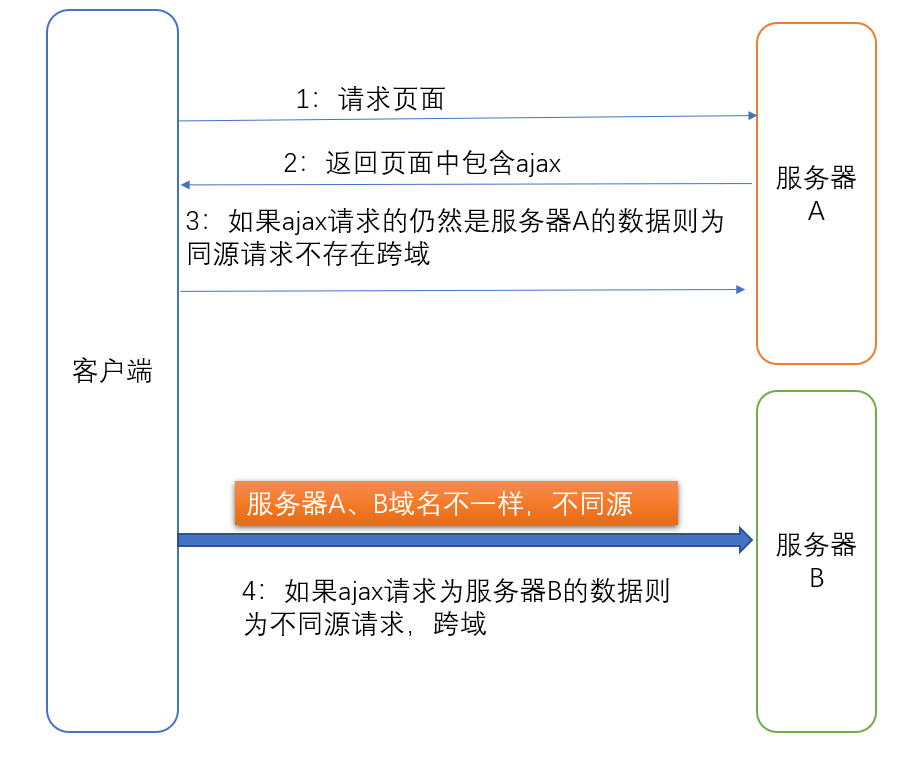 1：请求页面
2：返回页面中包含ajax
服务器
A
3：如果ajax请求的仍然是服务器A的数据则为
同源请求不存在跨域
客户端
服务器A、B域名不一样，不同源
服务器
B
4：如果ajax请求为服务器B的数据则
为不同源请求，跨域